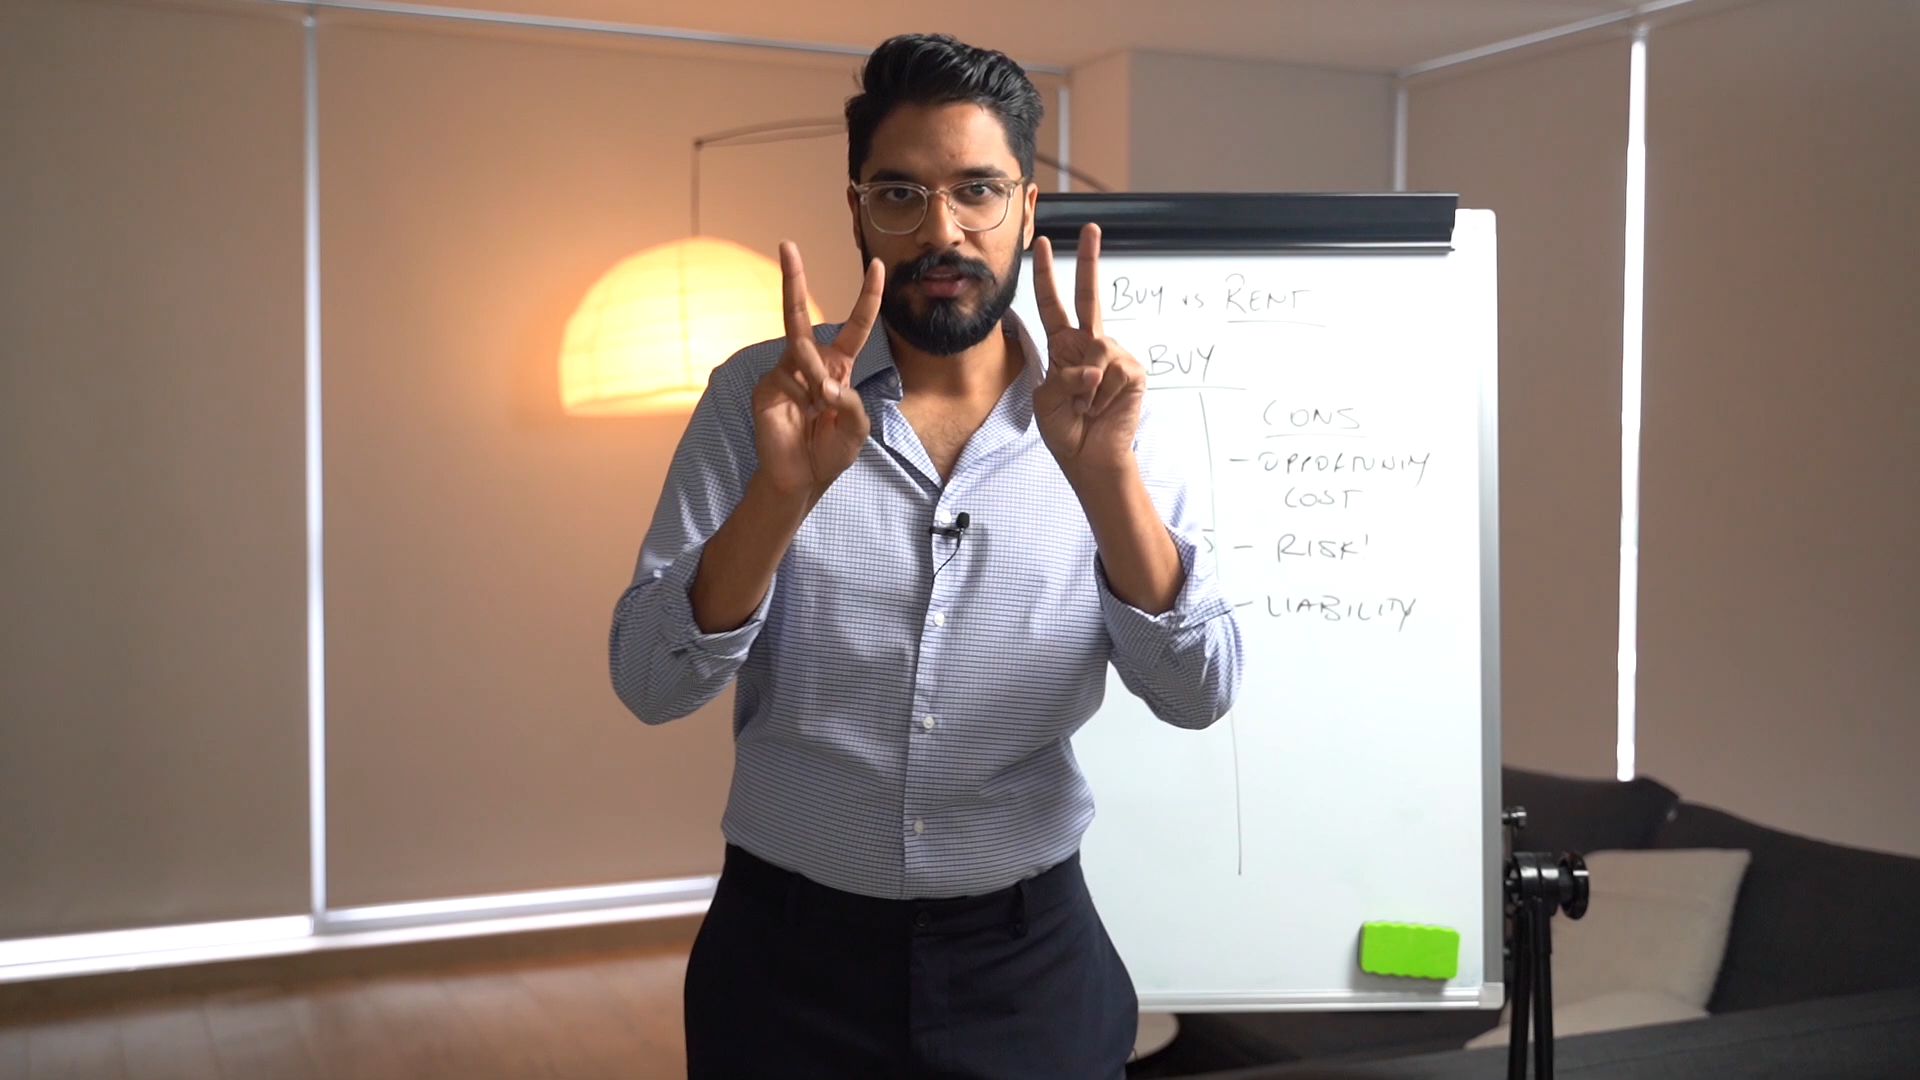 BUY vs RENT
BUY
CONS
- OPPORTUNITY
COST
- RISK!
- LIABILITY